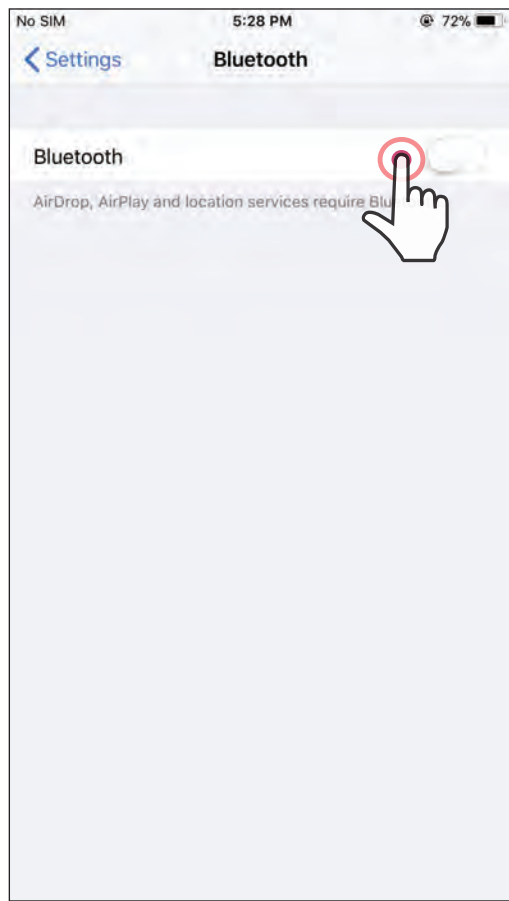 No SIM 5:28 PM 72%
Settings Bluetooth
Bluetooth
AirDrop, AirPlay and location services require